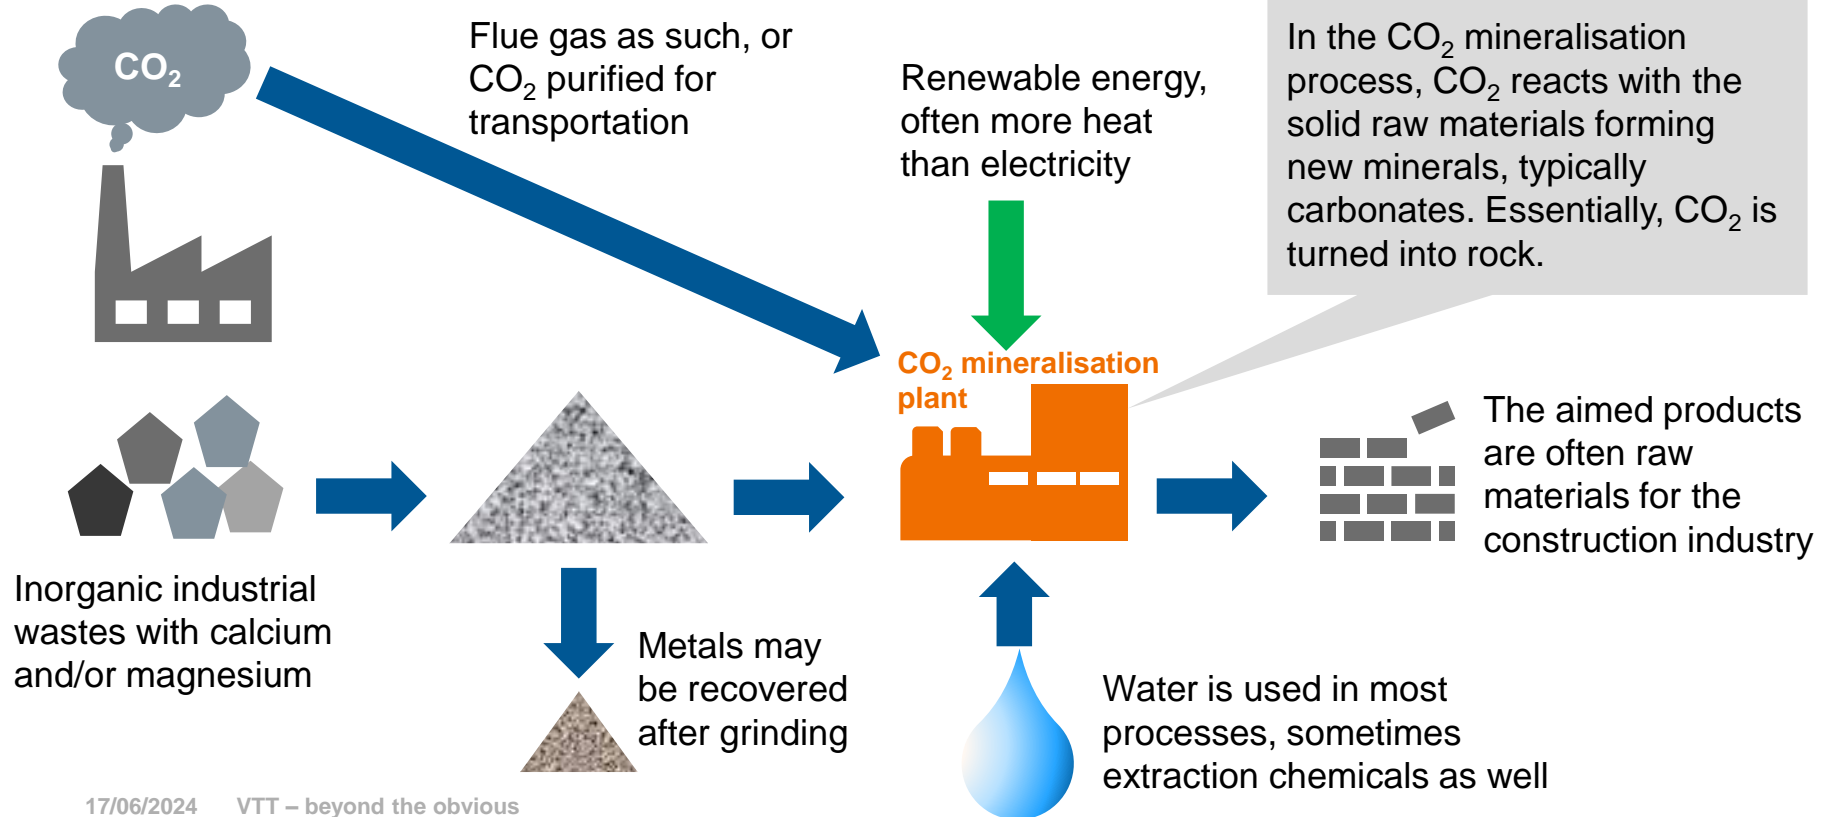 CO₂
Flue gas as such, or
CO₂ purified for
transportation
Renewable energy,
often more heat
than electricity
In the CO₂ mineralisation
process, CO₂ reacts with the
solid raw materials forming
new minerals, typically
carbonates. Essentially, CO₂ is
turned into rock.
CO₂ mineralisation
plant
The aimed products
are often raw
materials for the
construction industry
Inorganic industrial
wastes with calcium
and/or magnesium
Metals may
be recovered
after grinding
Water is used in most
processes, sometimes
extraction chemicals as well
17/06/2024 VTT – beyond the obvious